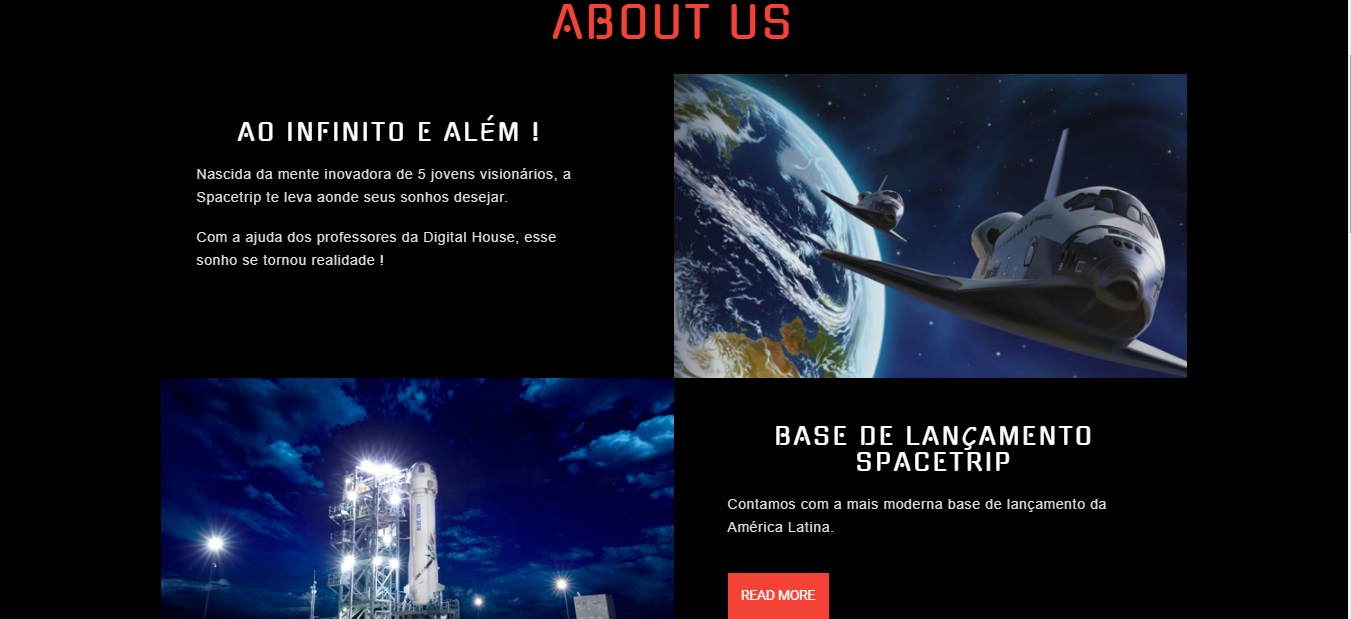 ABOUT US
AO INFINITO E ALÉM !
Nascida da mente inovadora de 5 jovens visionários, a
Spacetrip te leva aonde seus sonhos desejar.
Com a ajuda dos professores da Digital House, esse
sonho se tornou realidade !
BLUE ORIGIN
BASE DE LANÇAMENTO
SPACETRIP
Contamos com a mais moderna base de lançamento da
América Latina.
READ MORE